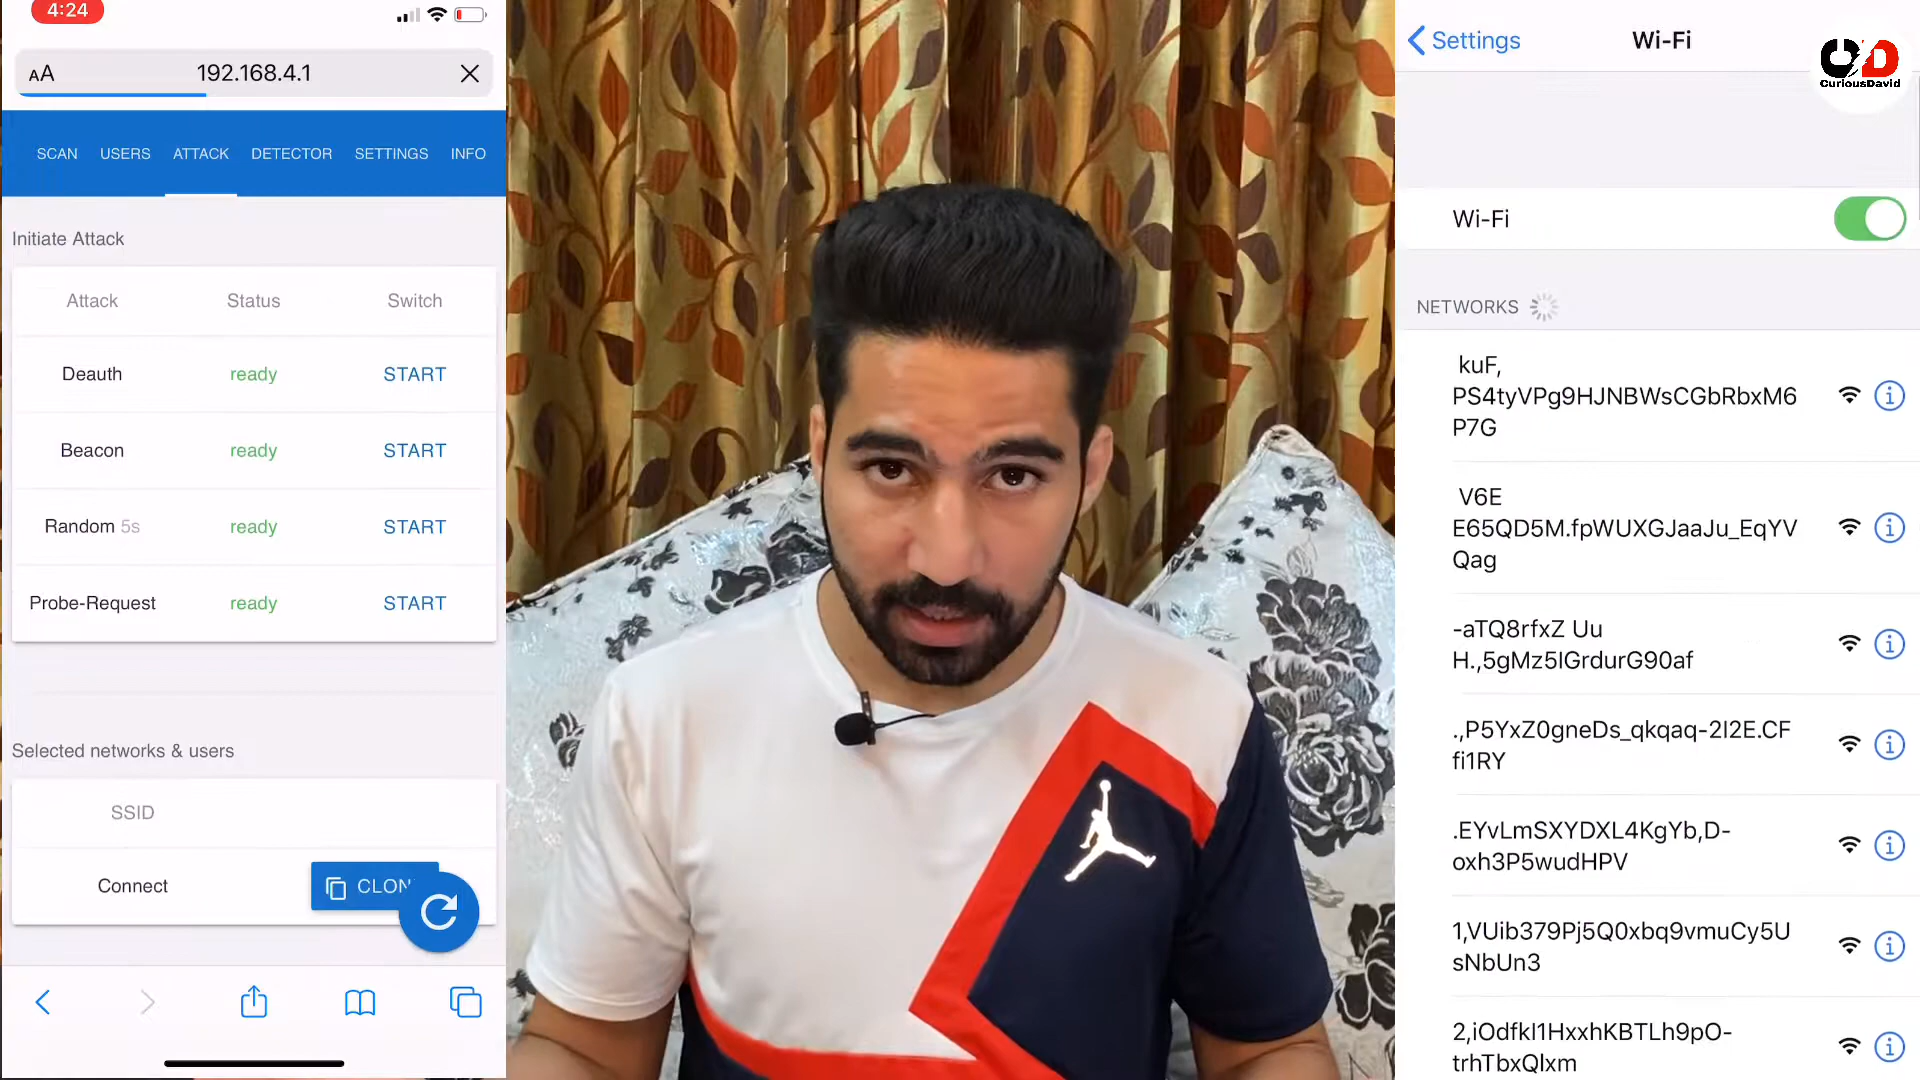 4:24
AA 192.168.4.1
SCAN USERS ATTACK DETECTOR SETTINGS INFO
Initiate Attack
Attack Status Switch
Deauth ready START
Beacon ready START
Random 5s ready START
Probe-Request ready START
Selected networks & users
SSID
Connect CLON
Settings Wi-Fi
CD
CuriousDavid
Wi-Fi
NETWORKS
kuF,
PS4tyVPg9HJNBWsCGbRbxM6
P7G
V6E
E65QD5M.fpWUXGJaaJu_EqYV
Qag
-aTQ8rfxZ Uu
H.,5gMz5lGrdurG90af
.,P5YxZ0gneDs_qkqaq-2I2E.CF
fi1RY
.EYvLmSXYDXL4KgYb,D-
oxh3P5wudHPV
1,VUib379Pj5Q0xbq9vmuCy5U
sNbUn3
2,iOdfkI1HxxhKBTLh9pO-
trhTbxQlxm